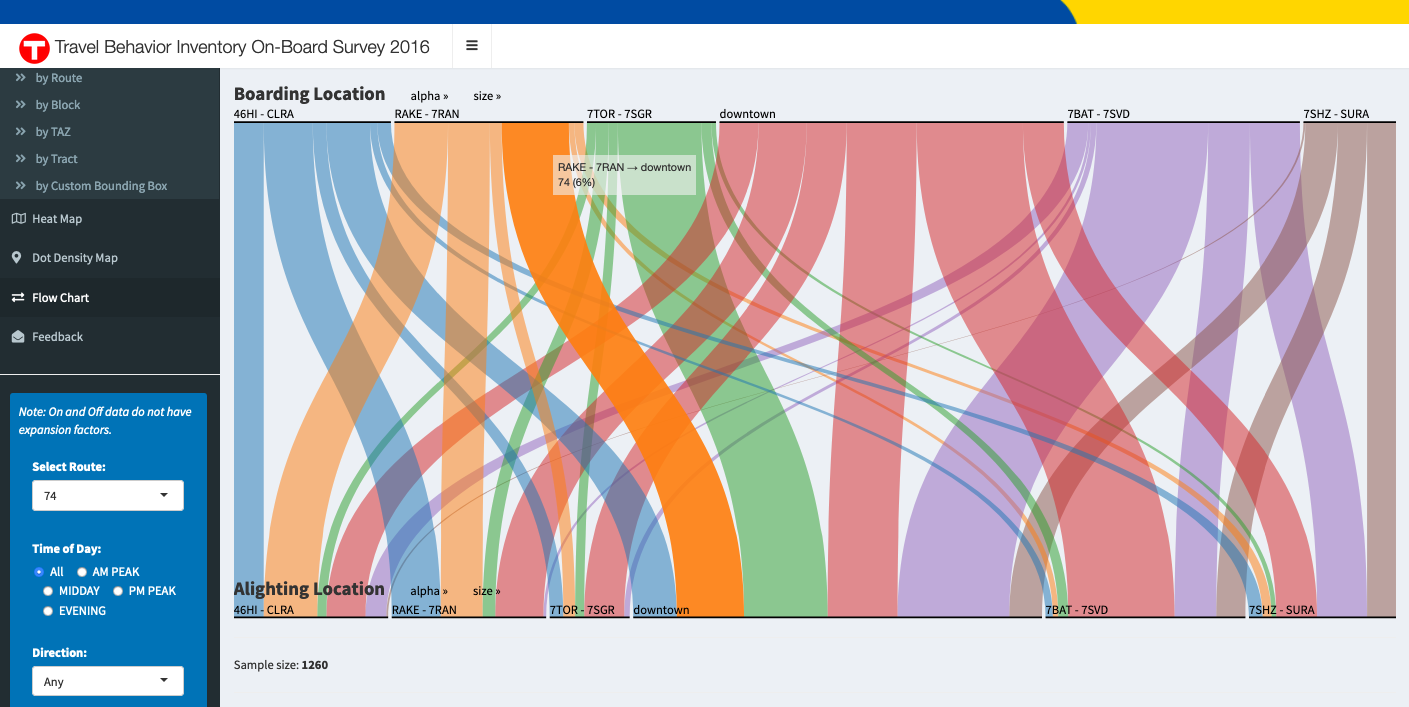 T Travel Behavior Inventory On-Board Survey 2016
by Route
by Block
by TAZ
by Tract
by Custom Bounding Box
Heat Map
Dot Density Map
Flow Chart
Feedback
Note: On and Off data do not have
expansion factors.
Select Route:
74
Time of Day:
All AM PEAK
MIDDAY PM PEAK
EVENING
Direction:
Any
Boarding Location alpha » size »
46HI - CLRA RAKE - 7RAN 7TOR - 7SGR downtown 7BAT - 7SVD 7SHZ - SURA
RAKE - 7RAN → downtown
74 (6%)
Alighting Location alpha » size »
46HI - CLRA RAKE - 7RAN 7TOR - 7SGR downtown 7BAT - 7SVD 7SHZ - SURA
Sample size: 1260